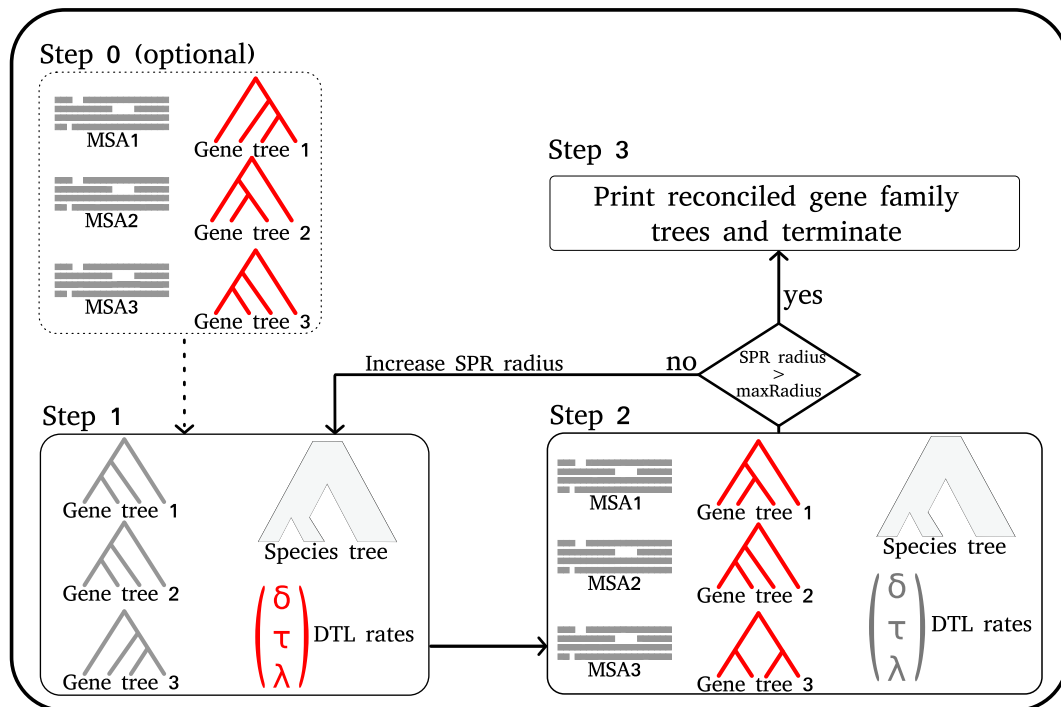 Step 0 (optional)
MSA1
Gene tree 1
MSA2
Gene tree 2
MSA3
Gene tree 3
Step 3
Print reconciled gene family
trees and terminate
yes
SPR radius
>
maxRadius
no
Increase SPR radius
Step 1
Gene tree 1
Gene tree 2
Gene tree 3
Species tree
δ
τ
λ
DTL rates
Step 2
MSA1
MSA2
MSA3
Gene tree 1
Gene tree 2
Gene tree 3
Species tree
δ
τ
λ
DTL rates